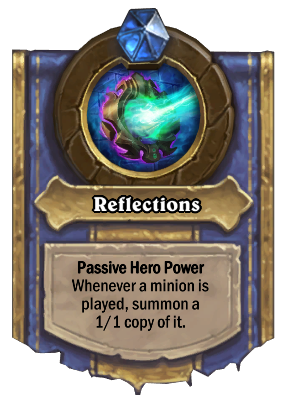 Reflections
Passive Hero Power
Whenever a minion is
played, summon a
1/1 copy of it.